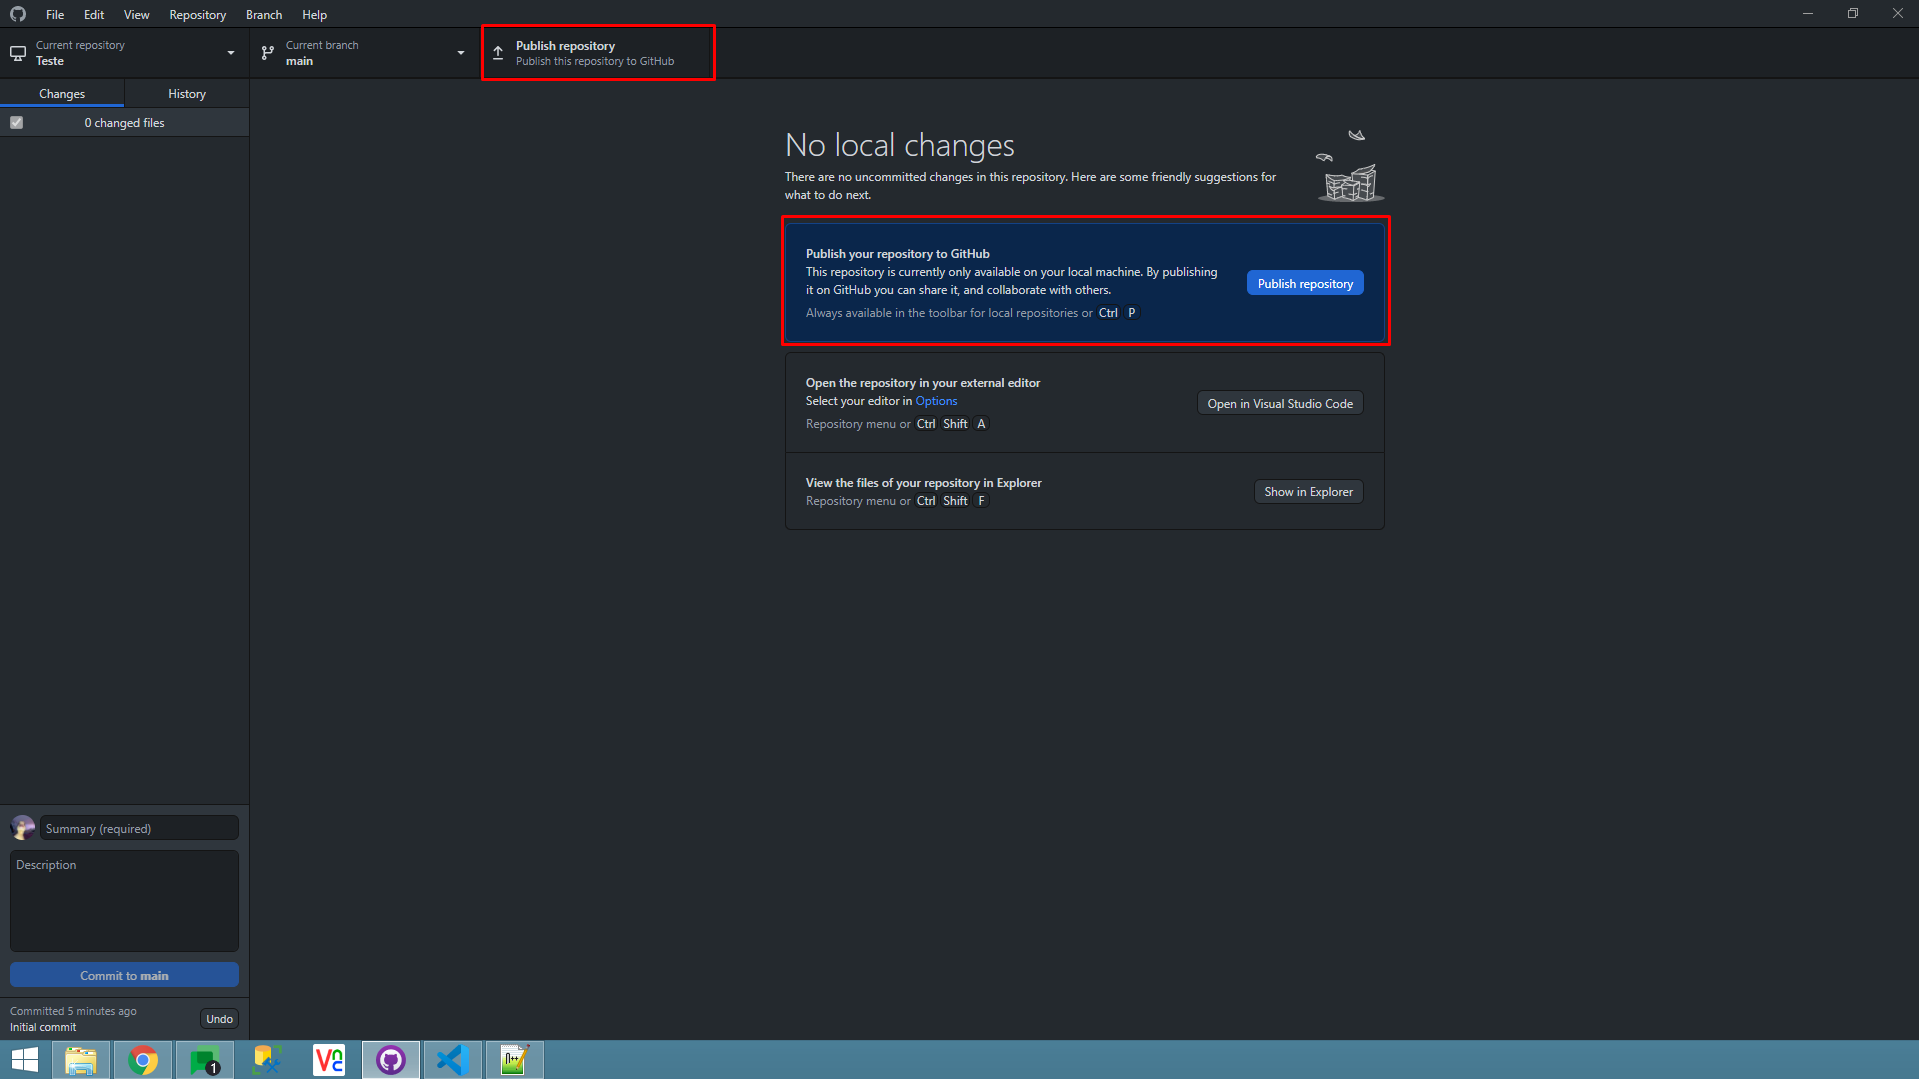 File Edit View Repository Branch Help
Current repository
Teste
Current branch
main
Publish repository
Publish this repository to GitHub
Changes
History
0 changed files
No local changes
There are no uncommitted changes in this repository. Here are some friendly suggestions for
what to do next.
Publish your repository to GitHub
This repository is currently only available on your local machine. By publishing
it on GitHub you can share it, and collaborate with others.
Always available in the toolbar for local repositories or Ctrl P
Publish repository
Open the repository in your external editor
Select your editor in Options
Repository menu or Ctrl Shift A
Open in Visual Studio Code
View the files of your repository in Explorer
Repository menu or Ctrl Shift F
Show in Explorer
Summary (required)
Description
Commit to main
Committed 5 minutes ago
Initial commit
Undo
1
Vnc
n++